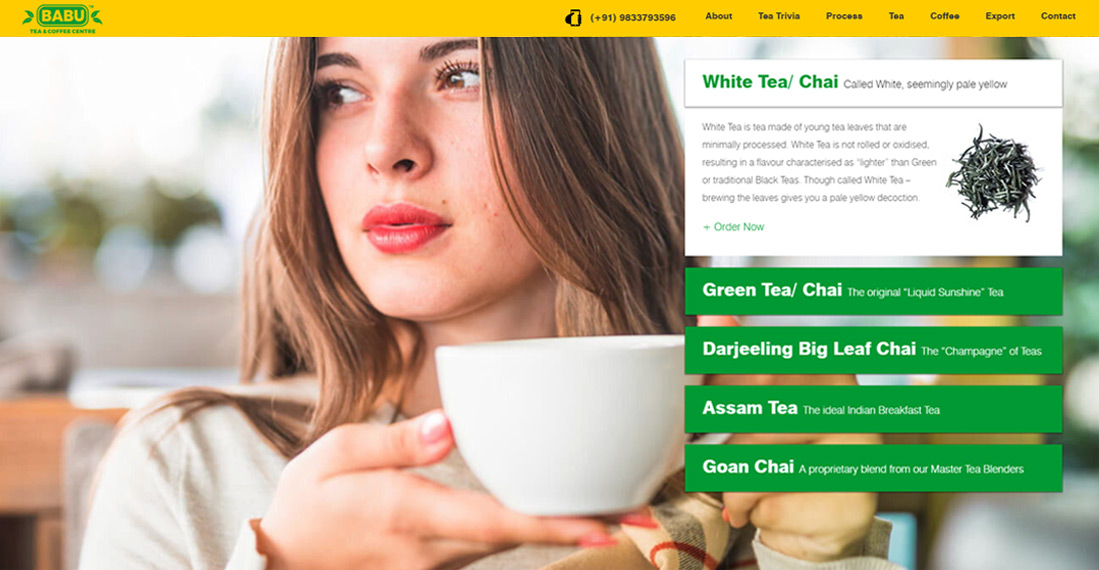 BABU™
TEA & COFFEE CENTRE
(+91) 9833793596
About Tea Trivia Process Tea Coffee Export Contact
White Tea/ Chai Called White, seemingly pale yellow
White Tea is tea made of young tea leaves that are
minimally processed. White Tea is not rolled or oxidised,
resulting in a flavour characterised as “lighter” than Green
or traditional Black Teas. Though called White Tea –
brewing the leaves gives you a pale yellow decoction.
+ Order Now
Green Tea/ Chai The original “Liquid Sunshine” Tea
Darjeeling Big Leaf Chai The “Champagne” of Teas
Assam Tea The ideal Indian Breakfast Tea
Goan Chai A proprietary blend from our Master Tea Blenders